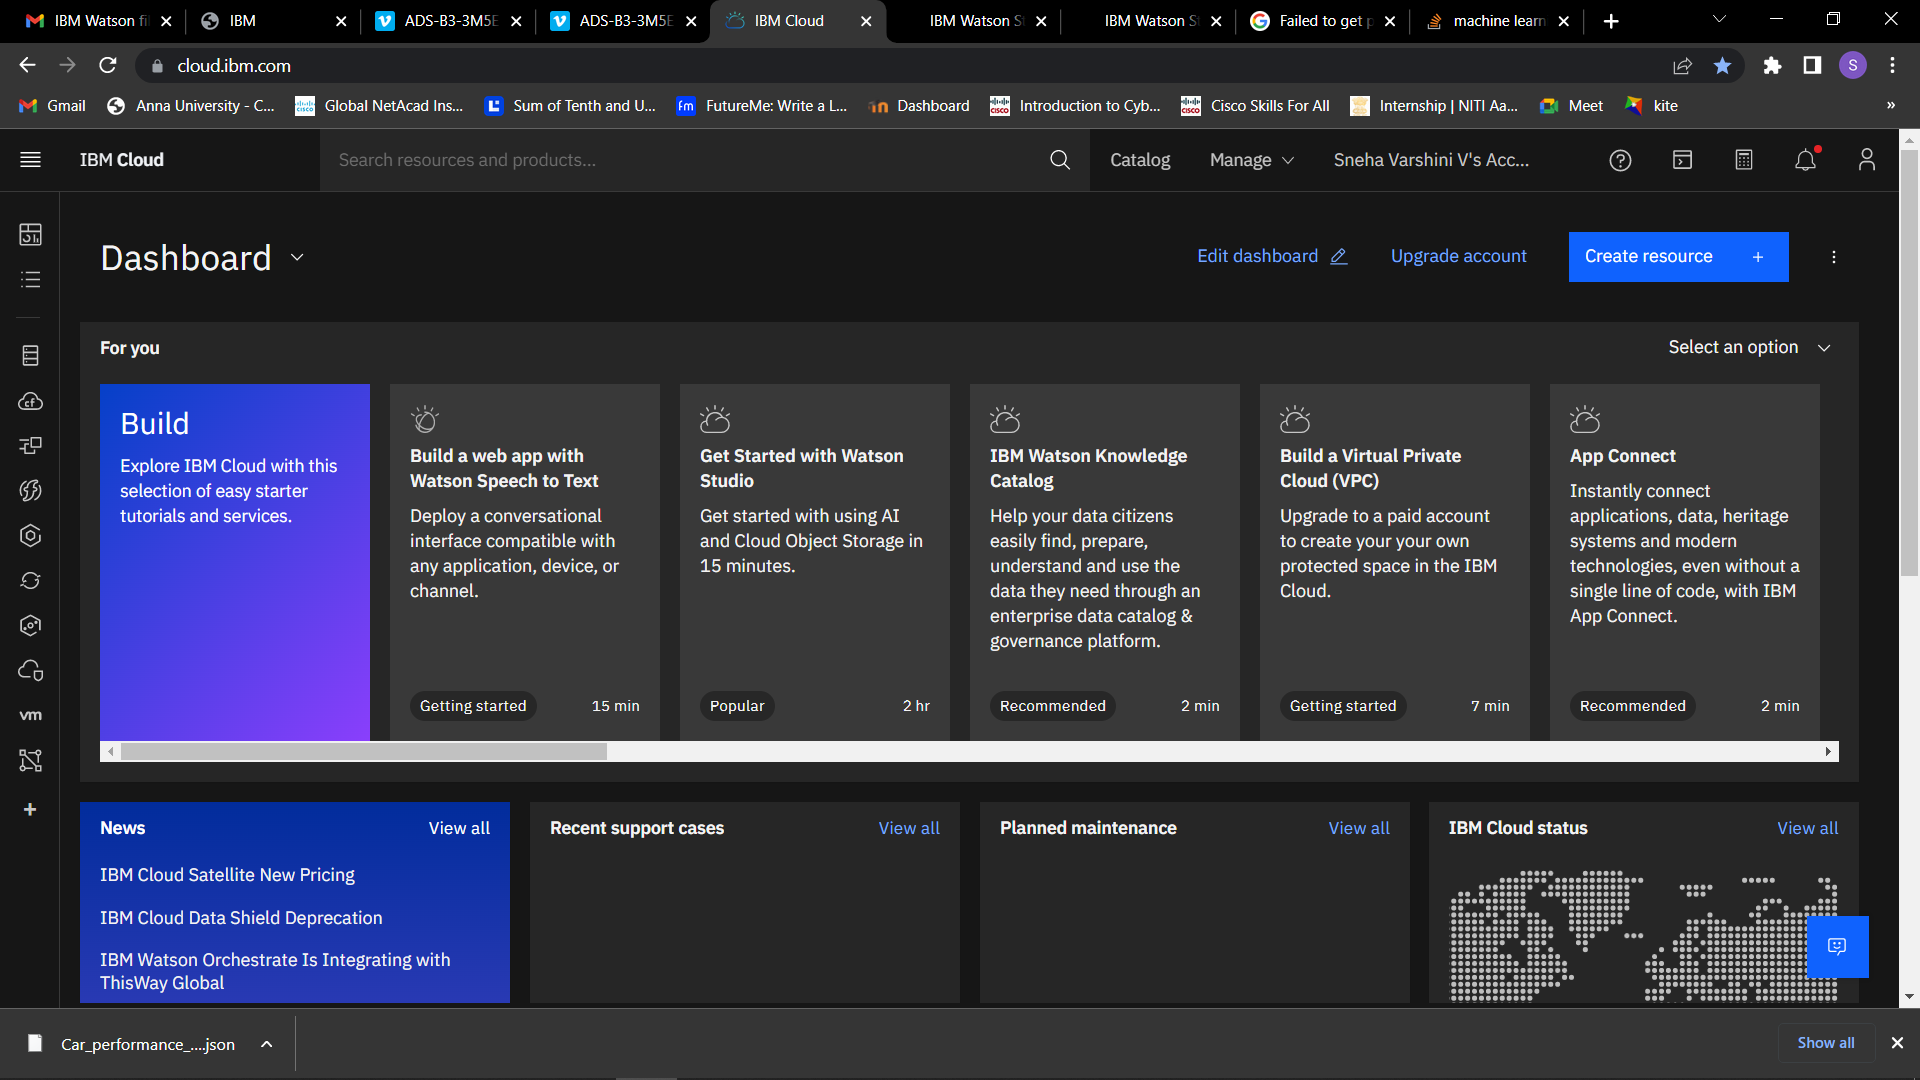 IBM Watson fi
IBM
ADS-B3-3M5E
ADS-B3-3M5E
IBM Cloud
IBM Watson S
IBM Watson S
Failed to get p
machine learn
cloud.ibm.com
S
Gmail
Anna University - C...
Global NetAcad Ins...
Sum of Tenth and U...
fm
FutureMe: Write a L...
Dashboard
Introduction to Cyb...
Cisco Skills For All
Internship | NITI Aa...
Meet
kite
»
IBM Cloud
Search resources and products...
Catalog
Manage
Sneha Varshini V's Acc...
Dashboard
Edit dashboard
Upgrade account
Create resource +
For you
Select an option
Build
Explore IBM Cloud with this
selection of easy starter
tutorials and services.
Build a web app with
Watson Speech to Text
Deploy a conversational
interface compatible with
any application, device, or
channel.
Getting started
15 min
Get Started with Watson
Studio
Get started with using AI
and Cloud Object Storage in
15 minutes.
Popular
2 hr
IBM Watson Knowledge
Catalog
Help your data citizens
easily find, prepare,
understand and use the
data they need through an
enterprise data catalog &
governance platform.
Recommended
2 min
Build a Virtual Private
Cloud (VPC)
Upgrade to a paid account
to create your your own
protected space in the IBM
Cloud.
Getting started
7 min
App Connect
Instantly connect
applications, data, heritage
systems and modern
technologies, even without a
single line of code, with IBM
App Connect.
Recommended
2 min
cf
vm
News
View all
IBM Cloud Satellite New Pricing
IBM Cloud Data Shield Deprecation
IBM Watson Orchestrate Is Integrating with
ThisWay Global
Recent support cases
View all
Planned maintenance
View all
IBM Cloud status
View all
Car_performance_....json
Show all